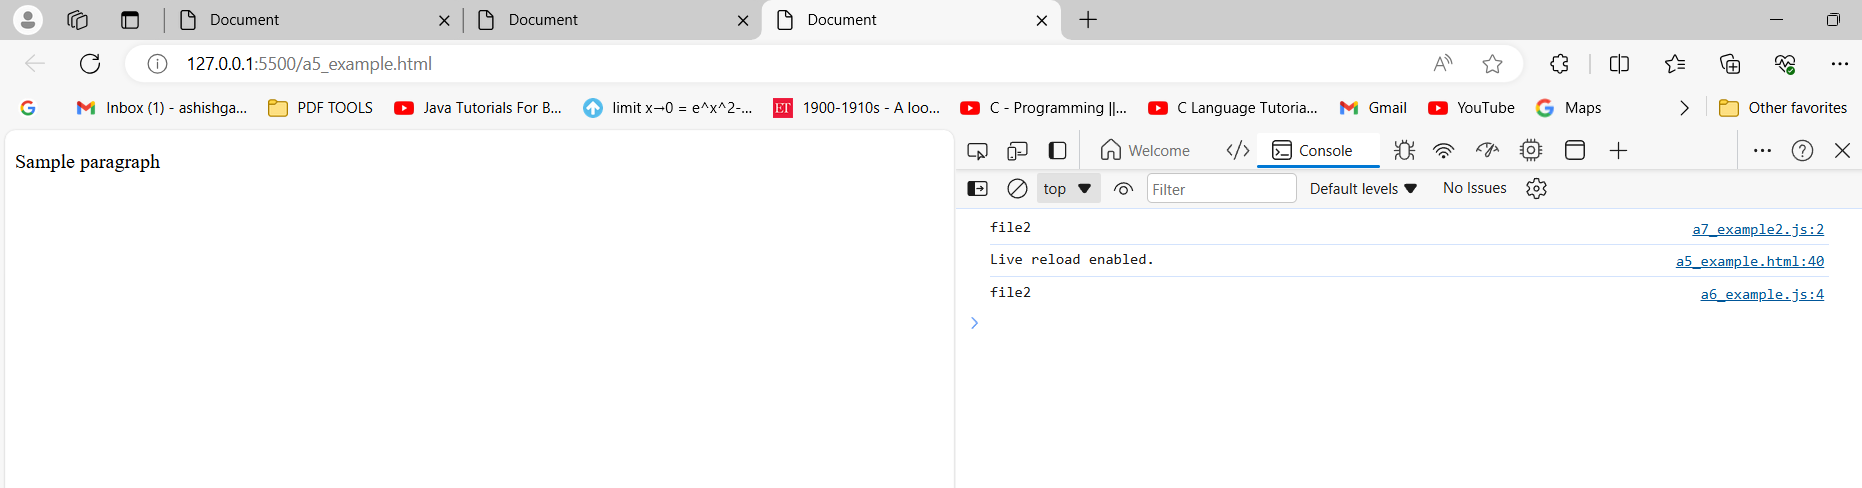 Document Document Document
127.0.0.1:5500/a5_example.html
Inbox (1) - ashishga... PDF TOOLS Java Tutorials For B... limit x→0 = e^x^2-... ET 1900-1910s - A loo... C - Programming ||... C Language Tutoria... Gmail YouTube Maps Other favorites
Sample paragraph
Welcome Console
top Filter Default levels No Issues
file2 a7_example2.js:2
Live reload enabled. a5_example.html:40
file2 a6_example.js:4